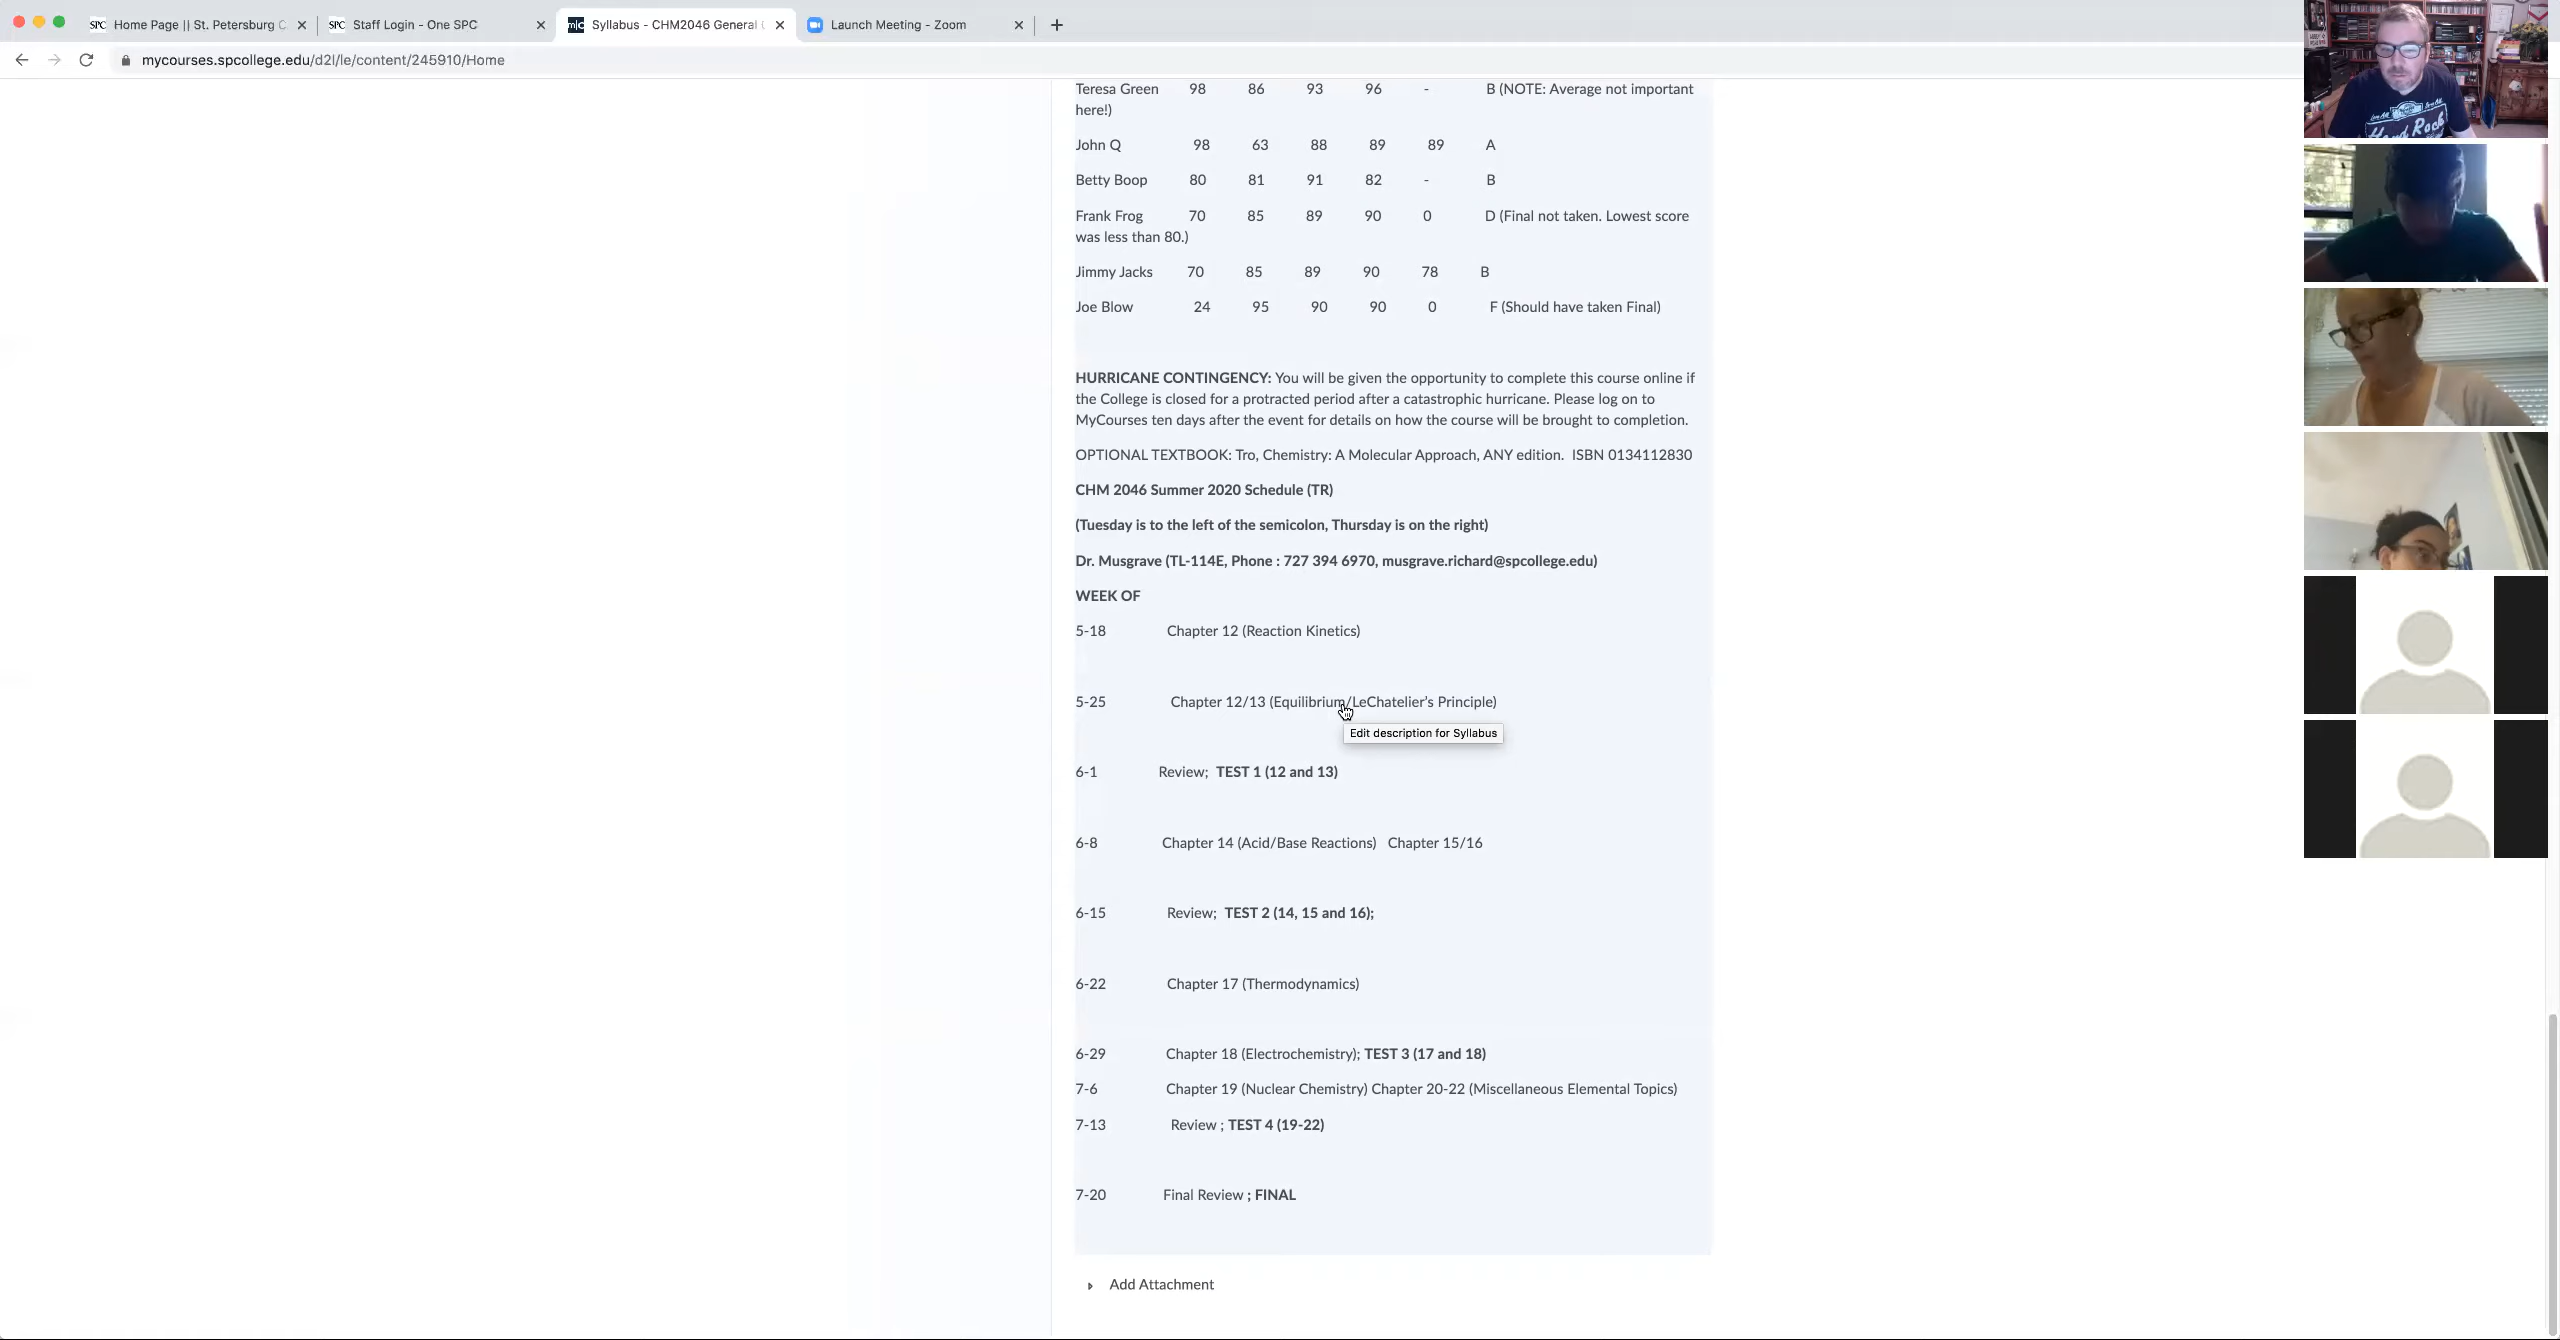 Home Page || St. Petersburg C
Staff Login - One SPC
Syllabus - CHM2046 General C
Launch Meeting - Zoom
mycourses.spcollege.edu/d2l/le/content/245910/Home
Teresa Green 98 86 93 96 - B (NOTE: Average not important
here!)
John Q 98 63 88 89 89 A
Betty Boop 80 81 91 82 - B
Frank Frog 70 85 89 90 0 D (Final not taken. Lowest score
was less than 80.)
Jimmy Jacks 70 85 89 90 78 B
Joe Blow 24 95 90 90 0 F (Should have taken Final)
HURRICANE CONTINGENCY: You will be given the opportunity to complete this course online if
the College is closed for a protracted period after a catastrophic hurricane. Please log on to
MyCourses ten days after the event for details on how the course will be brought to completion.
OPTIONAL TEXTBOOK: Tro, Chemistry: A Molecular Approach, ANY edition. ISBN 0134112830
CHM 2046 Summer 2020 Schedule (TR)
(Tuesday is to the left of the semicolon, Thursday is on the right)
Dr. Musgrave (TL-114E, Phone : 727 394 6970, musgrave.richard@spcollege.edu)
WEEK OF
5-18 Chapter 12 (Reaction Kinetics)
5-25 Chapter 12/13 (Equilibrium/LeChatelier's Principle)
Edit description for Syllabus
6-1 Review; TEST 1 (12 and 13)
6-8 Chapter 14 (Acid/Base Reactions) Chapter 15/16
6-15 Review; TEST 2 (14, 15 and 16);
6-22 Chapter 17 (Thermodynamics)
6-29 Chapter 18 (Electrochemistry); TEST 3 (17 and 18)
7-6 Chapter 19 (Nuclear Chemistry) Chapter 20-22 (Miscellaneous Elemental Topics)
7-13 Review ; TEST 4 (19-22)
7-20 Final Review ; FINAL
Add Attachment
Hard Rock